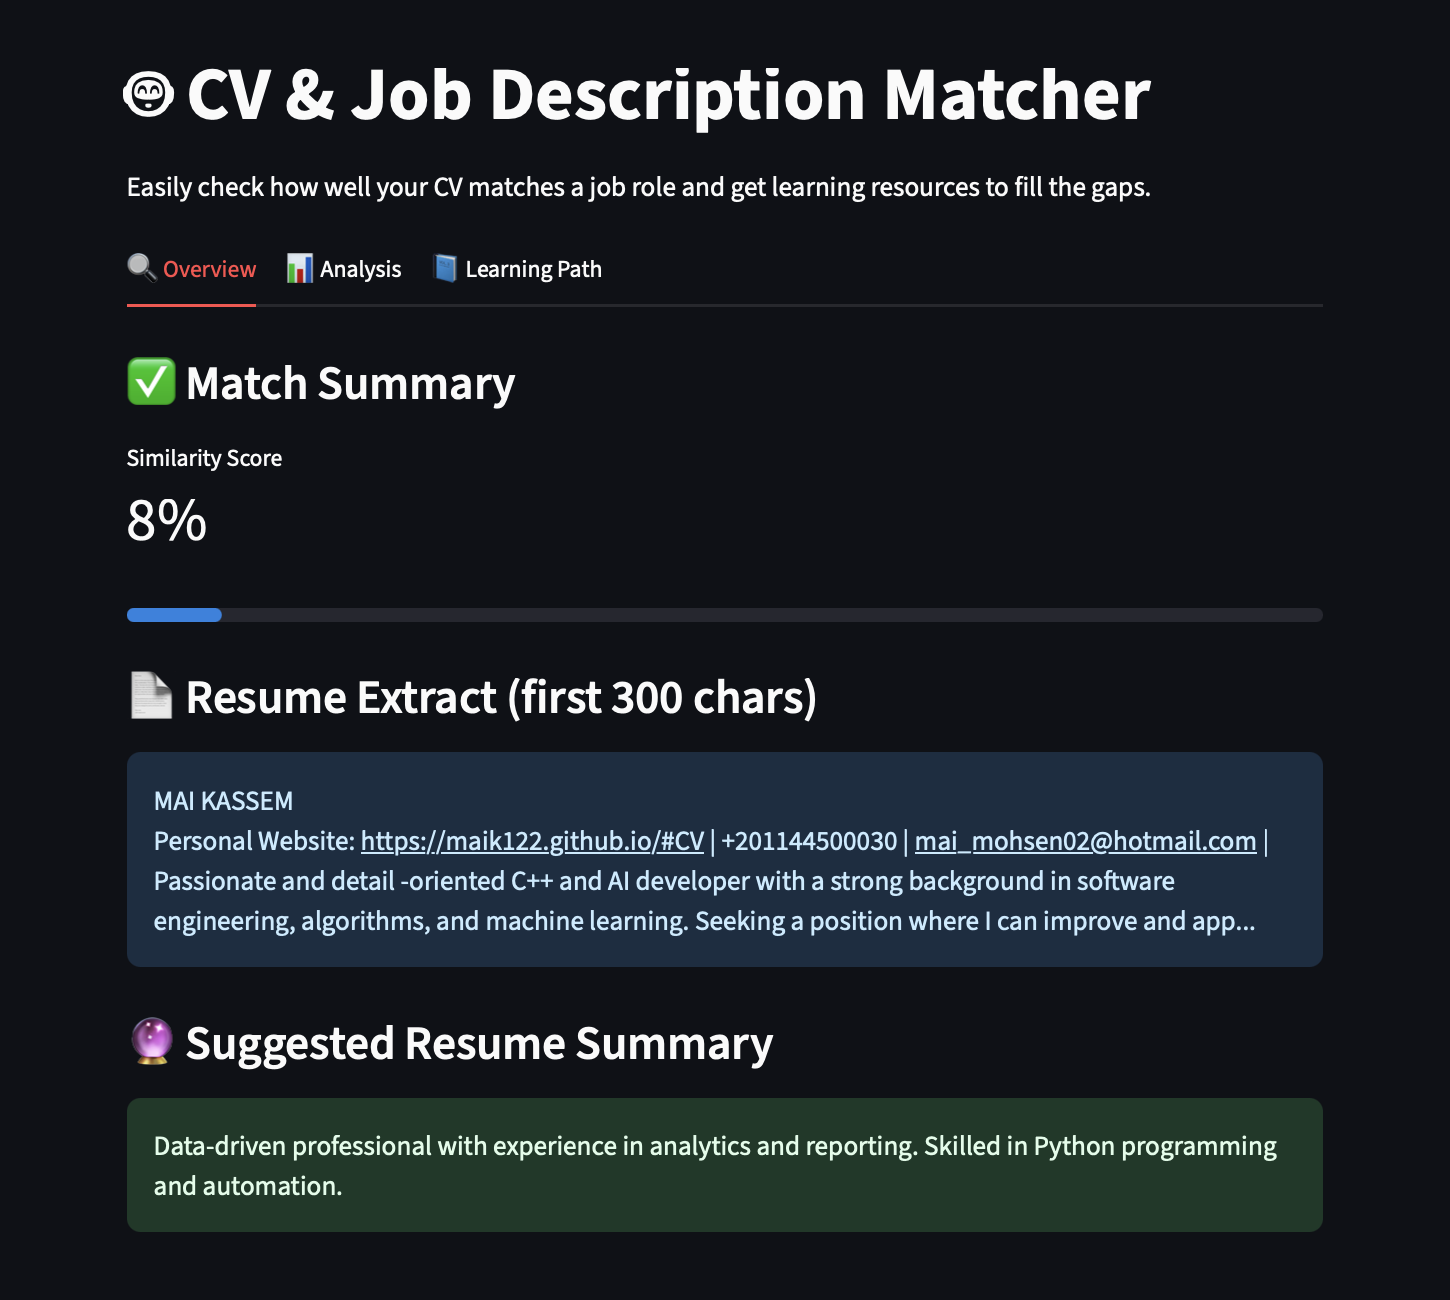 CV & Job Description Matcher
Easily check how well your CV matches a job role and get learning resources to fill the gaps.
Overview Analysis Learning Path
Match Summary
Similarity Score
8%
Resume Extract (first 300 chars)
MAI KASSEM
Personal Website: https://maik122.github.io/#CV | +201144500030 | mai_mohsen02@hotmail.com |
Passionate and detail -oriented C++ and AI developer with a strong background in software
engineering, algorithms, and machine learning. Seeking a position where I can improve and app...
Suggested Resume Summary
Data-driven professional with experience in analytics and reporting. Skilled in Python programming
and automation.